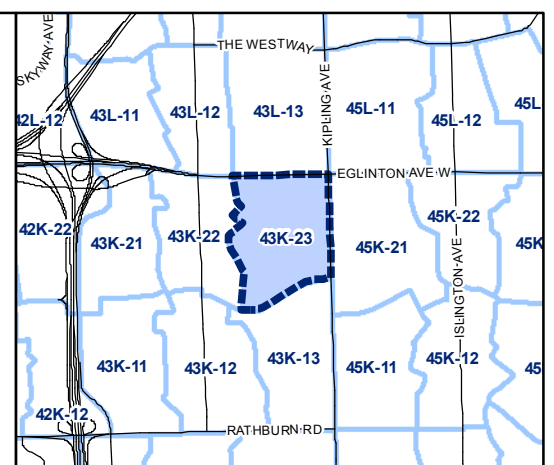 SKYWAY AVE
THE WESTWAY
KIPLING AVE
42L-12
43L-11
43L-12
43L-13
45L-11
45L-12
45L
EGLINTON AVE W
42K-22
43K-21
43K-22
43K-23
45K-21
45K-22
45K
ISLINGTON AVE
43K-11
43K-12
43K-13
45K-11
45K-12
45
42K-12
RATHBURN RD